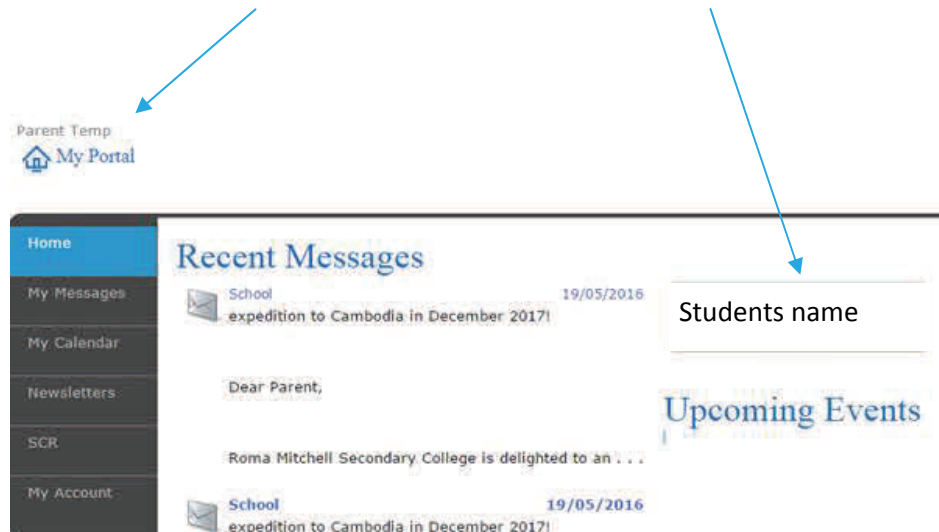 Parent Temp
My Portal
Home
My Messages
My Calendar
Newsletters
SCR
My Account
Recent Messages
School 19/05/2016
expedition to Cambodia in December 2017!
Dear Parent,
Roma Mitchell Secondary College is delighted to an . . .
School 19/05/2016
expedition to Cambodia in December 2017!
Students name
Upcoming Events